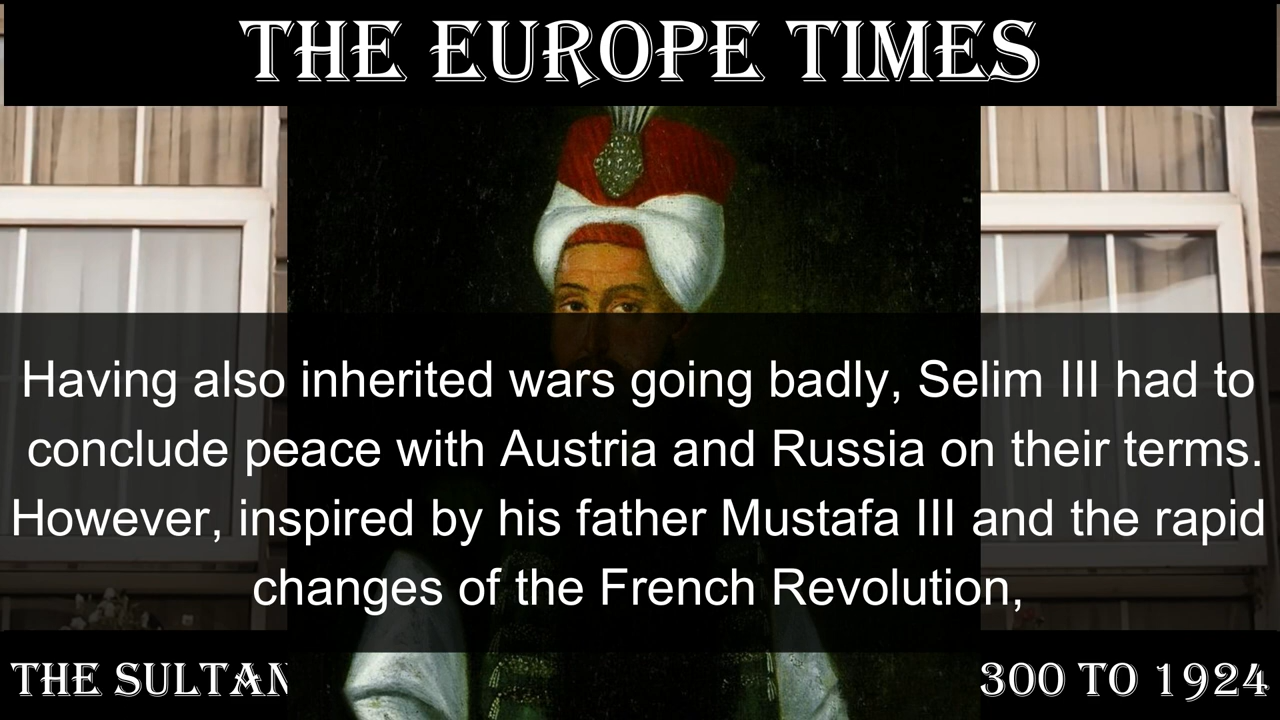 THE EUROPE TIMES
Having also inherited wars going badly, Selim III had to
conclude peace with Austria and Russia on their terms.
However, inspired by his father Mustafa III and the rapid
changes of the French Revolution,
THE SULTAN 300 TO 1924